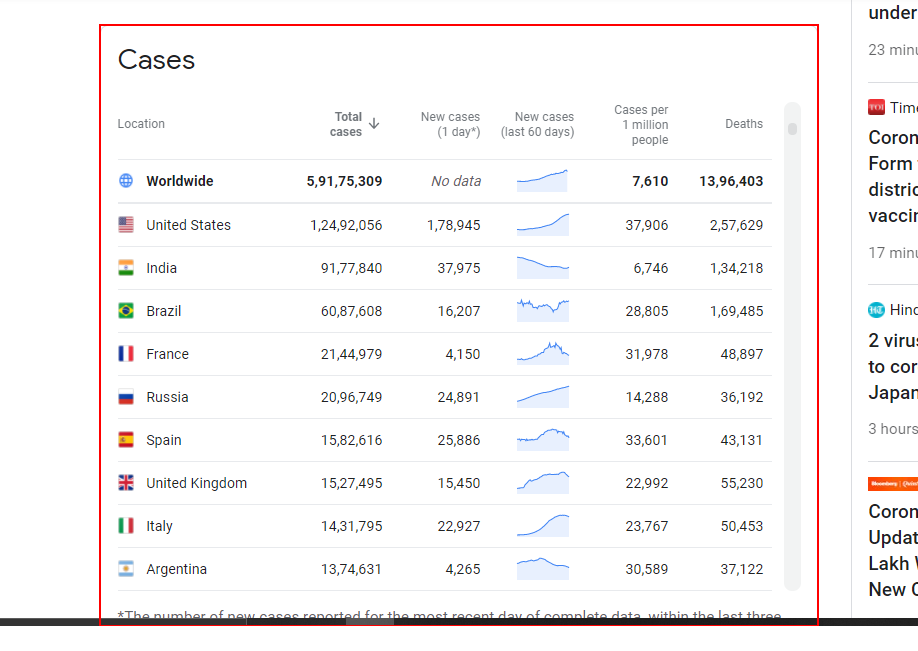 Cases
Location Total cases ↓ New cases (1 day*) New cases (last 60 days) Cases per 1 million people Deaths
Worldwide 5,91,75,309 No data 7,610 13,96,403
United States 1,24,92,056 1,78,945 37,906 2,57,629
India 91,77,840 37,975 6,746 1,34,218
Brazil 60,87,608 16,207 28,805 1,69,485
France 21,44,979 4,150 31,978 48,897
Russia 20,96,749 24,891 14,288 36,192
Spain 15,82,616 25,886 33,601 43,131
United Kingdom 15,27,495 15,450 22,992 55,230
Italy 14,31,795 22,927 23,767 50,453
Argentina 13,74,631 4,265 30,589 37,122
*The number of new cases reported for the most recent day of complete data, within the last three
under
23 minu
TOI Time
Coron
Form
distric
vaccin
17 minu
HT Hind
2 virus
to cor
Japan
3 hours
Bloomberg | Quint
Coron
Updat
Lakh
New C